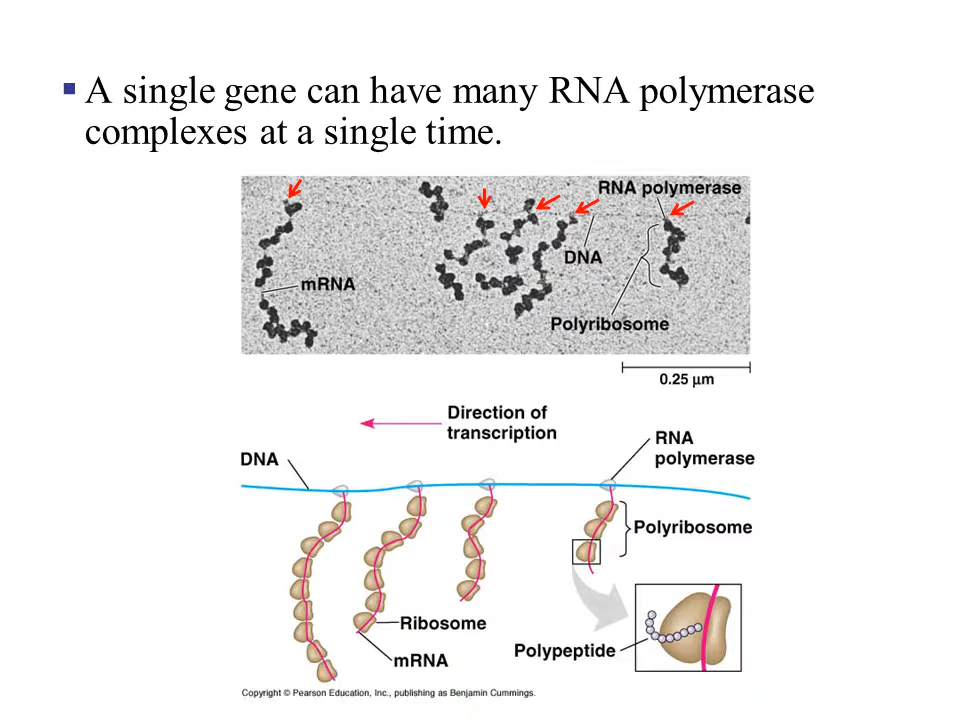 A single gene can have many RNA polymerase
complexes at a single time.
RNA polymerase
DNA
mRNA
Polyribosome
0.25 µm
Direction of
transcription
RNA
polymerase
DNA
Polyribosome
Ribosome
mRNA
Polypeptide
Copyright © Pearson Education, Inc., publishing as Benjamin Cummings.